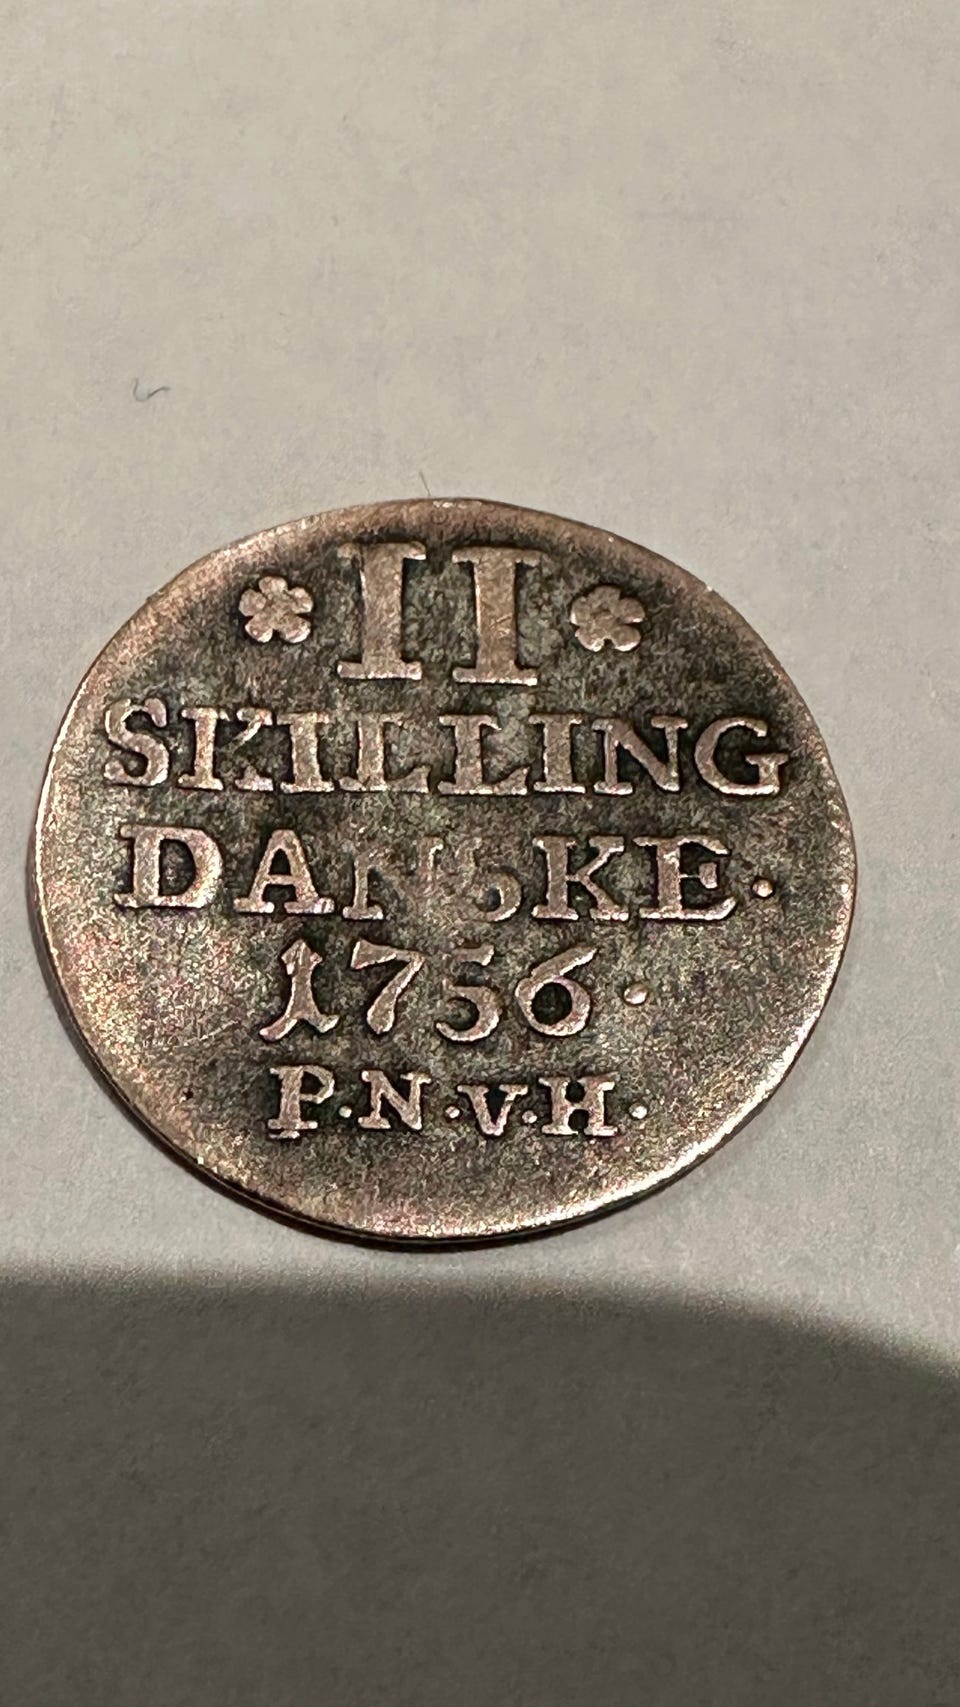 II
SKILLING
DANSKE.
1756.
P.N.V.H.